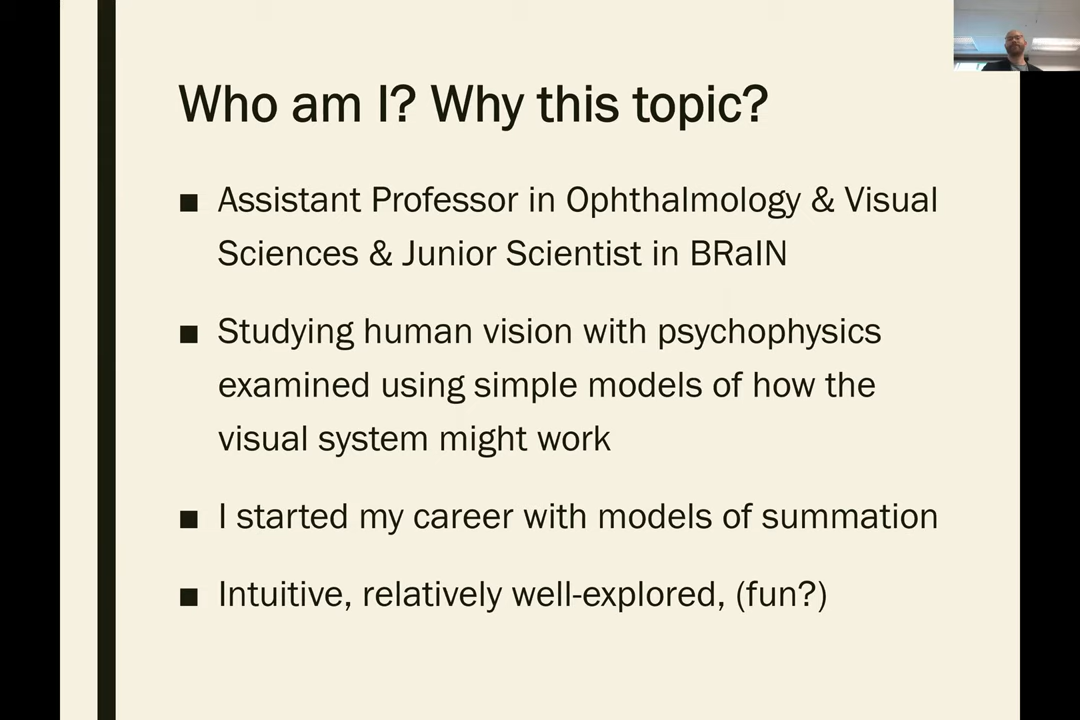 Who am I? Why this topic?
■ Assistant Professor in Ophthalmology & Visual
Sciences & Junior Scientist in BRaIN
■ Studying human vision with psychophysics
examined using simple models of how the
visual system might work
■ I started my career with models of summation
■ Intuitive, relatively well-explored, (fun?)